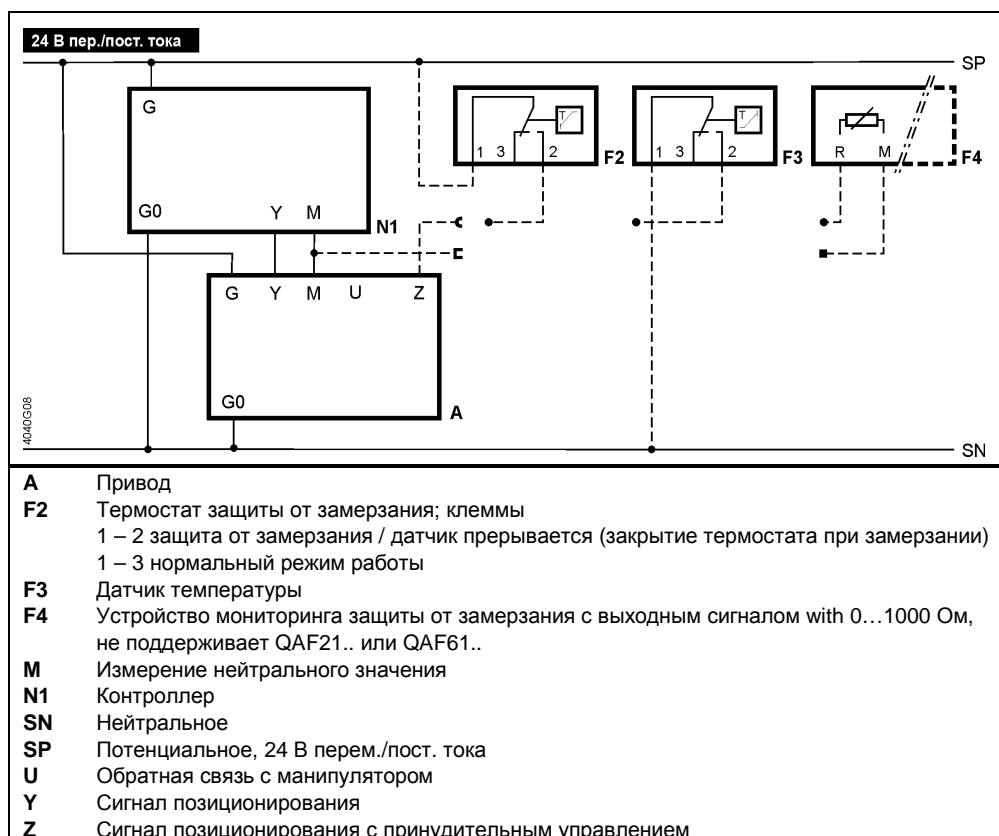 24 В пер./пост. тока
SP
G
G0
Y
M
N1
1 3 2
F2
1 3 2
F3
R M
F4
G Y M U Z
G0
A
4040G08
SN
A Привод
F2 Термостат защиты от замерзания; клеммы
1 – 2 защита от замерзания / датчик прерывается (закрытие термостата при замерзании)
1 – 3 нормальный режим работы
F3 Датчик температуры
F4 Устройство мониторинга защиты от замерзания с выходным сигналом with 0…1000 Ом,
не поддерживает QAF21.. или QAF61..
M Измерение нейтрального значения
N1 Контроллер
SN Нейтральное
SP Потенциальное, 24 В перем./пост. тока
U Обратная связь с манипулятором
Y Сигнал позиционирования
Z Сигнал позиционирования с принудительным управлением